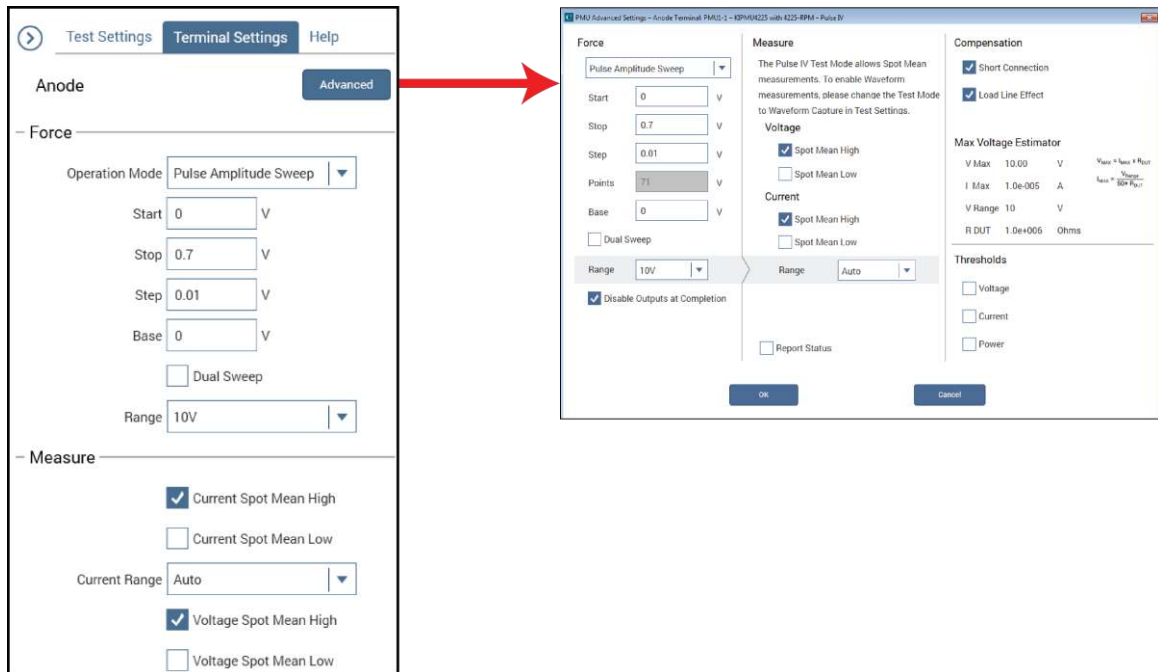 Test Settings Terminal Settings Help
Anode Advanced
Force
Operation Mode Pulse Amplitude Sweep
Start 0 V
Stop 0.7 V
Step 0.01 V
Base 0 V
Dual Sweep
Range 10V
Measure
Current Spot Mean High
Current Spot Mean Low
Current Range Auto
Voltage Spot Mean High
Voltage Spot Mean Low
PMU Advanced Settings - Anode Terminal: PMU1-1 - KIPMU4225 with 4225-RPM - Pulse IV
Force
Pulse Amplitude Sweep
Start 0 V
Stop 0.7 V
Step 0.01 V
Points 71 V
Base 0 V
Dual Sweep
Range 10V
Disable Outputs at Completion
Measure
The Pulse IV Test Mode allows Spot Mean
measurements. To enable Waveform
measurements, please change the Test Mode
to Waveform Capture in Test Settings.
Voltage
Spot Mean High
Spot Mean Low
Current
Spot Mean High
Spot Mean Low
Range Auto
Report Status
Compensation
Short Connection
Load Line Effect
Max Voltage Estimator
V Max 10.00 V
I Max 1.0e-005 A
V Range 10 V
R DUT 1.0e+006 Ohms
VMAX = IMAX x RDUT
IMAX = VRange / 50+ RDUT
Thresholds
Voltage
Current
Power
OK Cancel